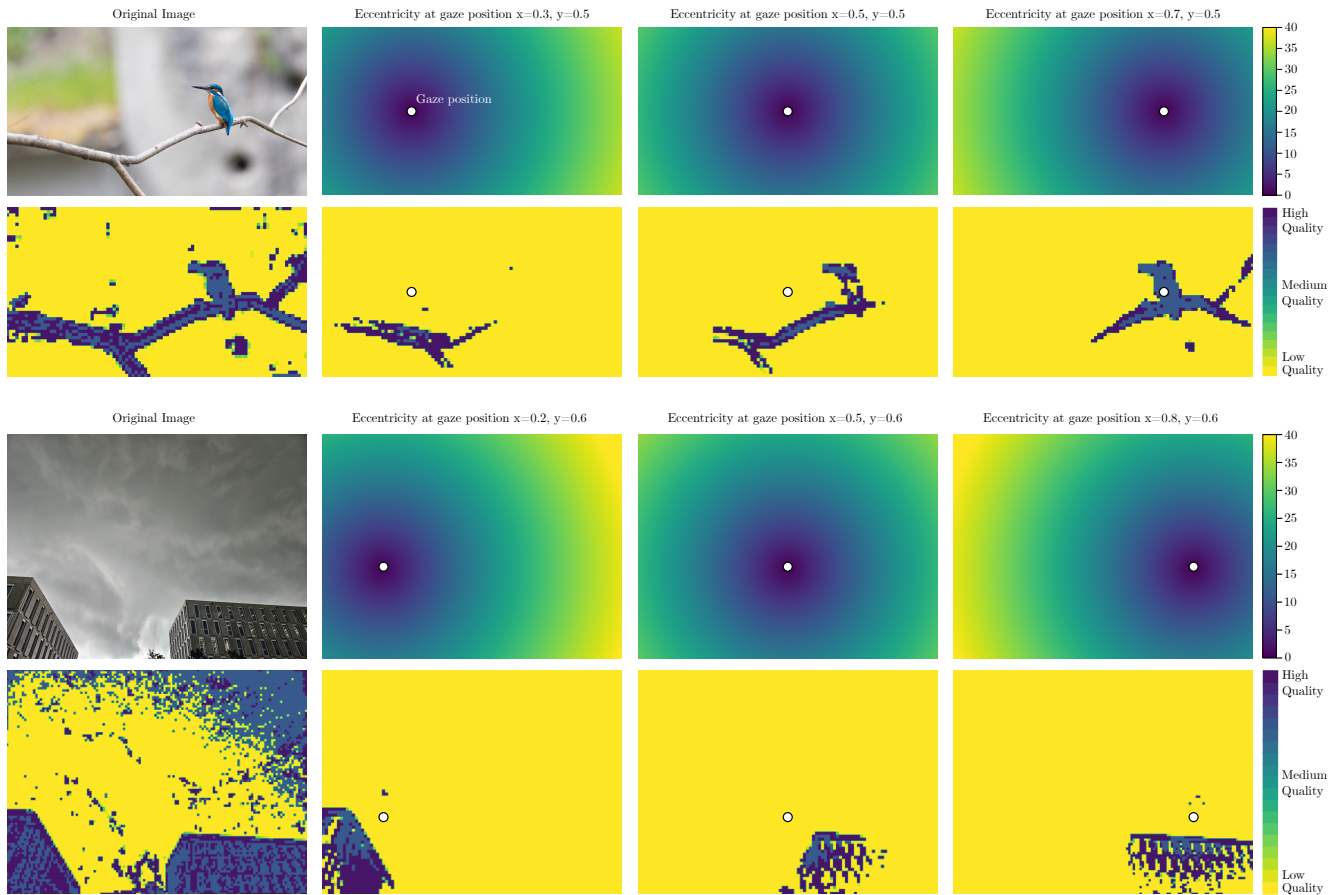 Original Image
Eccentricity at gaze position x=0.3, y=0.5
Eccentricity at gaze position x=0.5, y=0.5
Eccentricity at gaze position x=0.7, y=0.5
Gaze position
40
35
30
25
20
15
10
5
0
High
Quality
Medium
Quality
Low
Quality
Original Image
Eccentricity at gaze position x=0.2, y=0.6
Eccentricity at gaze position x=0.5, y=0.6
Eccentricity at gaze position x=0.8, y=0.6
40
35
30
25
20
15
10
5
0
High
Quality
Medium
Quality
Low
Quality